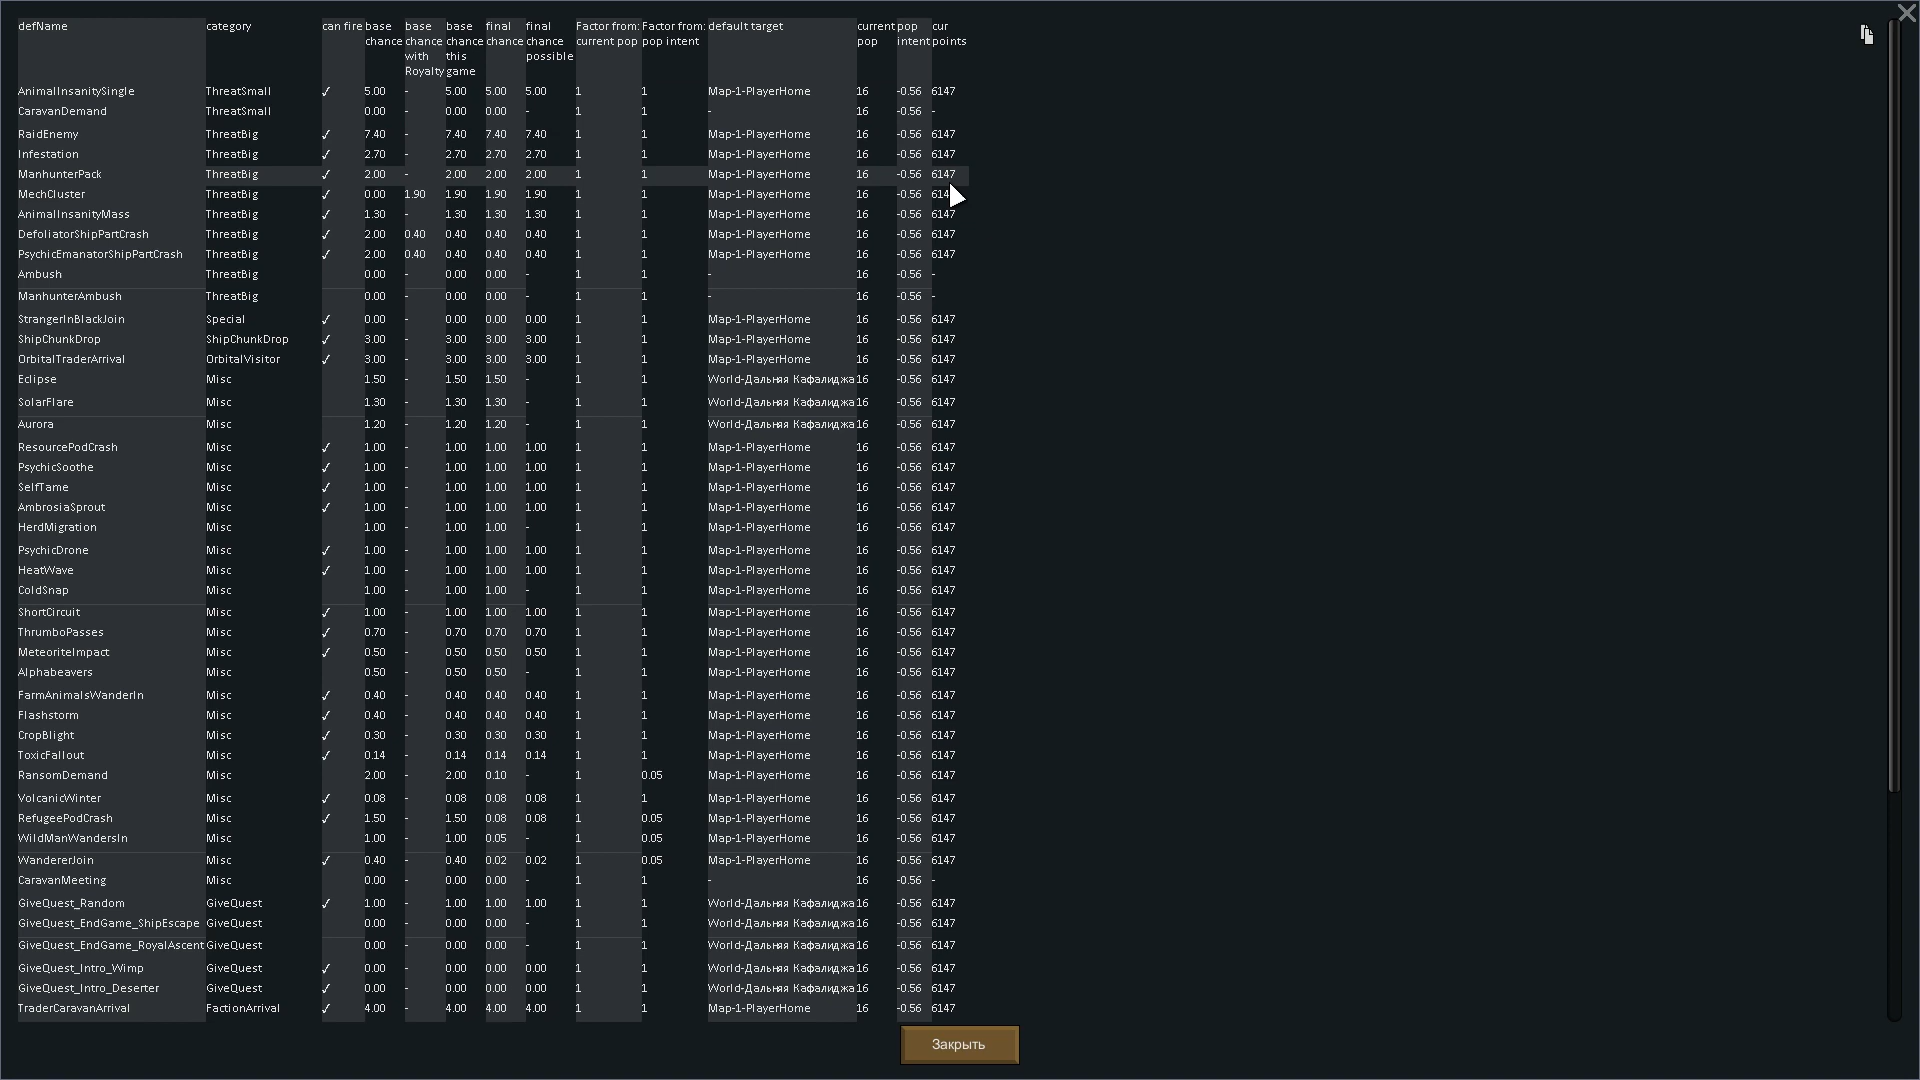 defName category can fire base chance base chance with Royalty base chance this game final chance final chance possible Factor from: current pop Factor from: pop intent default target current pop pop intent cur points
AnimalInsanitySingle ThreatSmall ✓ 5.00 - 5.00 5.00 5.00 1 1 Map-1-PlayerHome 16 -0.56 6147
CaravanDemand ThreatSmall 0.00 - 0.00 0.00 - 1 1 - 16 -0.56 -
RaidEnemy ThreatBig ✓ 7.40 - 7.40 7.40 7.40 1 1 Map-1-PlayerHome 16 -0.56 6147
Infestation ThreatBig ✓ 2.70 - 2.70 2.70 2.70 1 1 Map-1-PlayerHome 16 -0.56 6147
ManhunterPack ThreatBig ✓ 2.00 - 2.00 2.00 2.00 1 1 Map-1-PlayerHome 16 -0.56 6147
MechCluster ThreatBig ✓ 0.00 1.90 1.90 1.90 1.90 1 1 Map-1-PlayerHome 16 -0.56
AnimalInsanityMass ThreatBig ✓ 1.30 - 1.30 1.30 1.30 1 1 Map-1-PlayerHome 16 -0.56 6147
DefoliatorShipPartCrash ThreatBig ✓ 2.00 0.40 0.40 0.40 0.40 1 1 Map-1-PlayerHome 16 -0.56 6147
PsychicEmanatorShipPartCrash ThreatBig ✓ 2.00 0.40 0.40 0.40 0.40 1 1 Map-1-PlayerHome 16 -0.56 6147
Ambush ThreatBig 0.00 - 0.00 0.00 - 1 1 - 16 -0.56 -
ManhunterAmbush ThreatBig 0.00 - 0.00 0.00 - 1 1 - 16 -0.56 -
StrangerInBlackJoin Special ✓ 0.00 - 0.00 0.00 0.00 1 1 Map-1-PlayerHome 16 -0.56 6147
ShipChunkDrop ShipChunkDrop ✓ 3.00 - 3.00 3.00 3.00 1 1 Map-1-PlayerHome 16 -0.56 6147
OrbitalTraderArrival OrbitalVisitor ✓ 3.00 - 3.00 3.00 3.00 1 1 Map-1-PlayerHome 16 -0.56 6147
Eclipse Misc 1.50 - 1.50 1.50 - 1 1 World-Дальняя Кафалиджа 16 -0.56 6147
SolarFlare Misc 1.30 - 1.30 1.30 - 1 1 World-Дальняя Кафалиджа 16 -0.56 6147
Aurora Misc 1.20 - 1.20 1.20 - 1 1 World-Дальняя Кафалиджа 16 -0.56 6147
ResourcePodCrash Misc ✓ 1.00 - 1.00 1.00 1.00 1 1 Map-1-PlayerHome 16 -0.56 6147
PsychicSoothe Misc ✓ 1.00 - 1.00 1.00 1.00 1 1 Map-1-PlayerHome 16 -0.56 6147
SelfTame Misc ✓ 1.00 - 1.00 1.00 1.00 1 1 Map-1-PlayerHome 16 -0.56 6147
AmbrosiaSprout Misc ✓ 1.00 - 1.00 1.00 1.00 1 1 Map-1-PlayerHome 16 -0.56 6147
HerdMigration Misc 1.00 - 1.00 1.00 - 1 1 Map-1-PlayerHome 16 -0.56 6147
PsychicDrone Misc ✓ 1.00 - 1.00 1.00 1.00 1 1 Map-1-PlayerHome 16 -0.56 6147
HeatWave Misc ✓ 1.00 - 1.00 1.00 1.00 1 1 Map-1-PlayerHome 16 -0.56 6147
ColdSnap Misc 1.00 - 1.00 1.00 - 1 1 Map-1-PlayerHome 16 -0.56 6147
ShortCircuit Misc ✓ 1.00 - 1.00 1.00 1.00 1 1 Map-1-PlayerHome 16 -0.56 6147
ThrumboPasses Misc ✓ 0.70 - 0.70 0.70 0.70 1 1 Map-1-PlayerHome 16 -0.56 6147
MeteoriteImpact Misc ✓ 0.50 - 0.50 0.50 0.50 1 1 Map-1-PlayerHome 16 -0.56 6147
Alphabeavers Misc 0.50 - 0.50 0.50 - 1 1 Map-1-PlayerHome 16 -0.56 6147
FarmAnimalsWanderIn Misc ✓ 0.40 - 0.40 0.40 0.40 1 1 Map-1-PlayerHome 16 -0.56 6147
Flashstorm Misc ✓ 0.40 - 0.40 0.40 0.40 1 1 Map-1-PlayerHome 16 -0.56 6147
CropBlight Misc ✓ 0.30 - 0.30 0.30 0.30 1 1 Map-1-PlayerHome 16 -0.56 6147
ToxicFallout Misc ✓ 0.14 - 0.14 0.14 0.14 1 1 Map-1-PlayerHome 16 -0.56 6147
RansomDemand Misc 2.00 - 2.00 0.10 - 1 0.05 Map-1-PlayerHome 16 -0.56 6147
VolcanicWinter Misc ✓ 0.08 - 0.08 0.08 0.08 1 1 Map-1-PlayerHome 16 -0.56 6147
RefugeePodCrash Misc ✓ 1.50 - 1.50 0.08 0.08 1 0.05 Map-1-PlayerHome 16 -0.56 6147
WildManWandersIn Misc 1.00 - 1.00 0.05 - 1 0.05 Map-1-PlayerHome 16 -0.56 6147
WandererJoin Misc ✓ 0.40 - 0.40 0.02 0.02 1 0.05 Map-1-PlayerHome 16 -0.56 6147
CaravanMeeting Misc 0.00 - 0.00 0.00 - 1 1 - 16 -0.56 -
GiveQuest_Random GiveQuest ✓ 1.00 - 1.00 1.00 1.00 1 1 World-Дальняя Кафалиджа 16 -0.56 6147
GiveQuest_EndGame_ShipEscape GiveQuest 0.00 - 0.00 0.00 - 1 1 World-Дальняя Кафалиджа 16 -0.56 6147
GiveQuest_EndGame_RoyalAscent GiveQuest 0.00 - 0.00 0.00 - 1 1 World-Дальняя Кафалиджа 16 -0.56 6147
GiveQuest_Intro_Wimp GiveQuest ✓ 0.00 - 0.00 0.00 0.00 1 1 World-Дальняя Кафалиджа 16 -0.56 6147
GiveQuest_Intro_Deserter GiveQuest ✓ 0.00 - 0.00 0.00 0.00 1 1 World-Дальняя Кафалиджа 16 -0.56 6147
TraderCaravanArrival FactionArrival ✓ 4.00 - 4.00 4.00 4.00 1 1 Map-1-PlayerHome 16 -0.56 6147
Закрыть